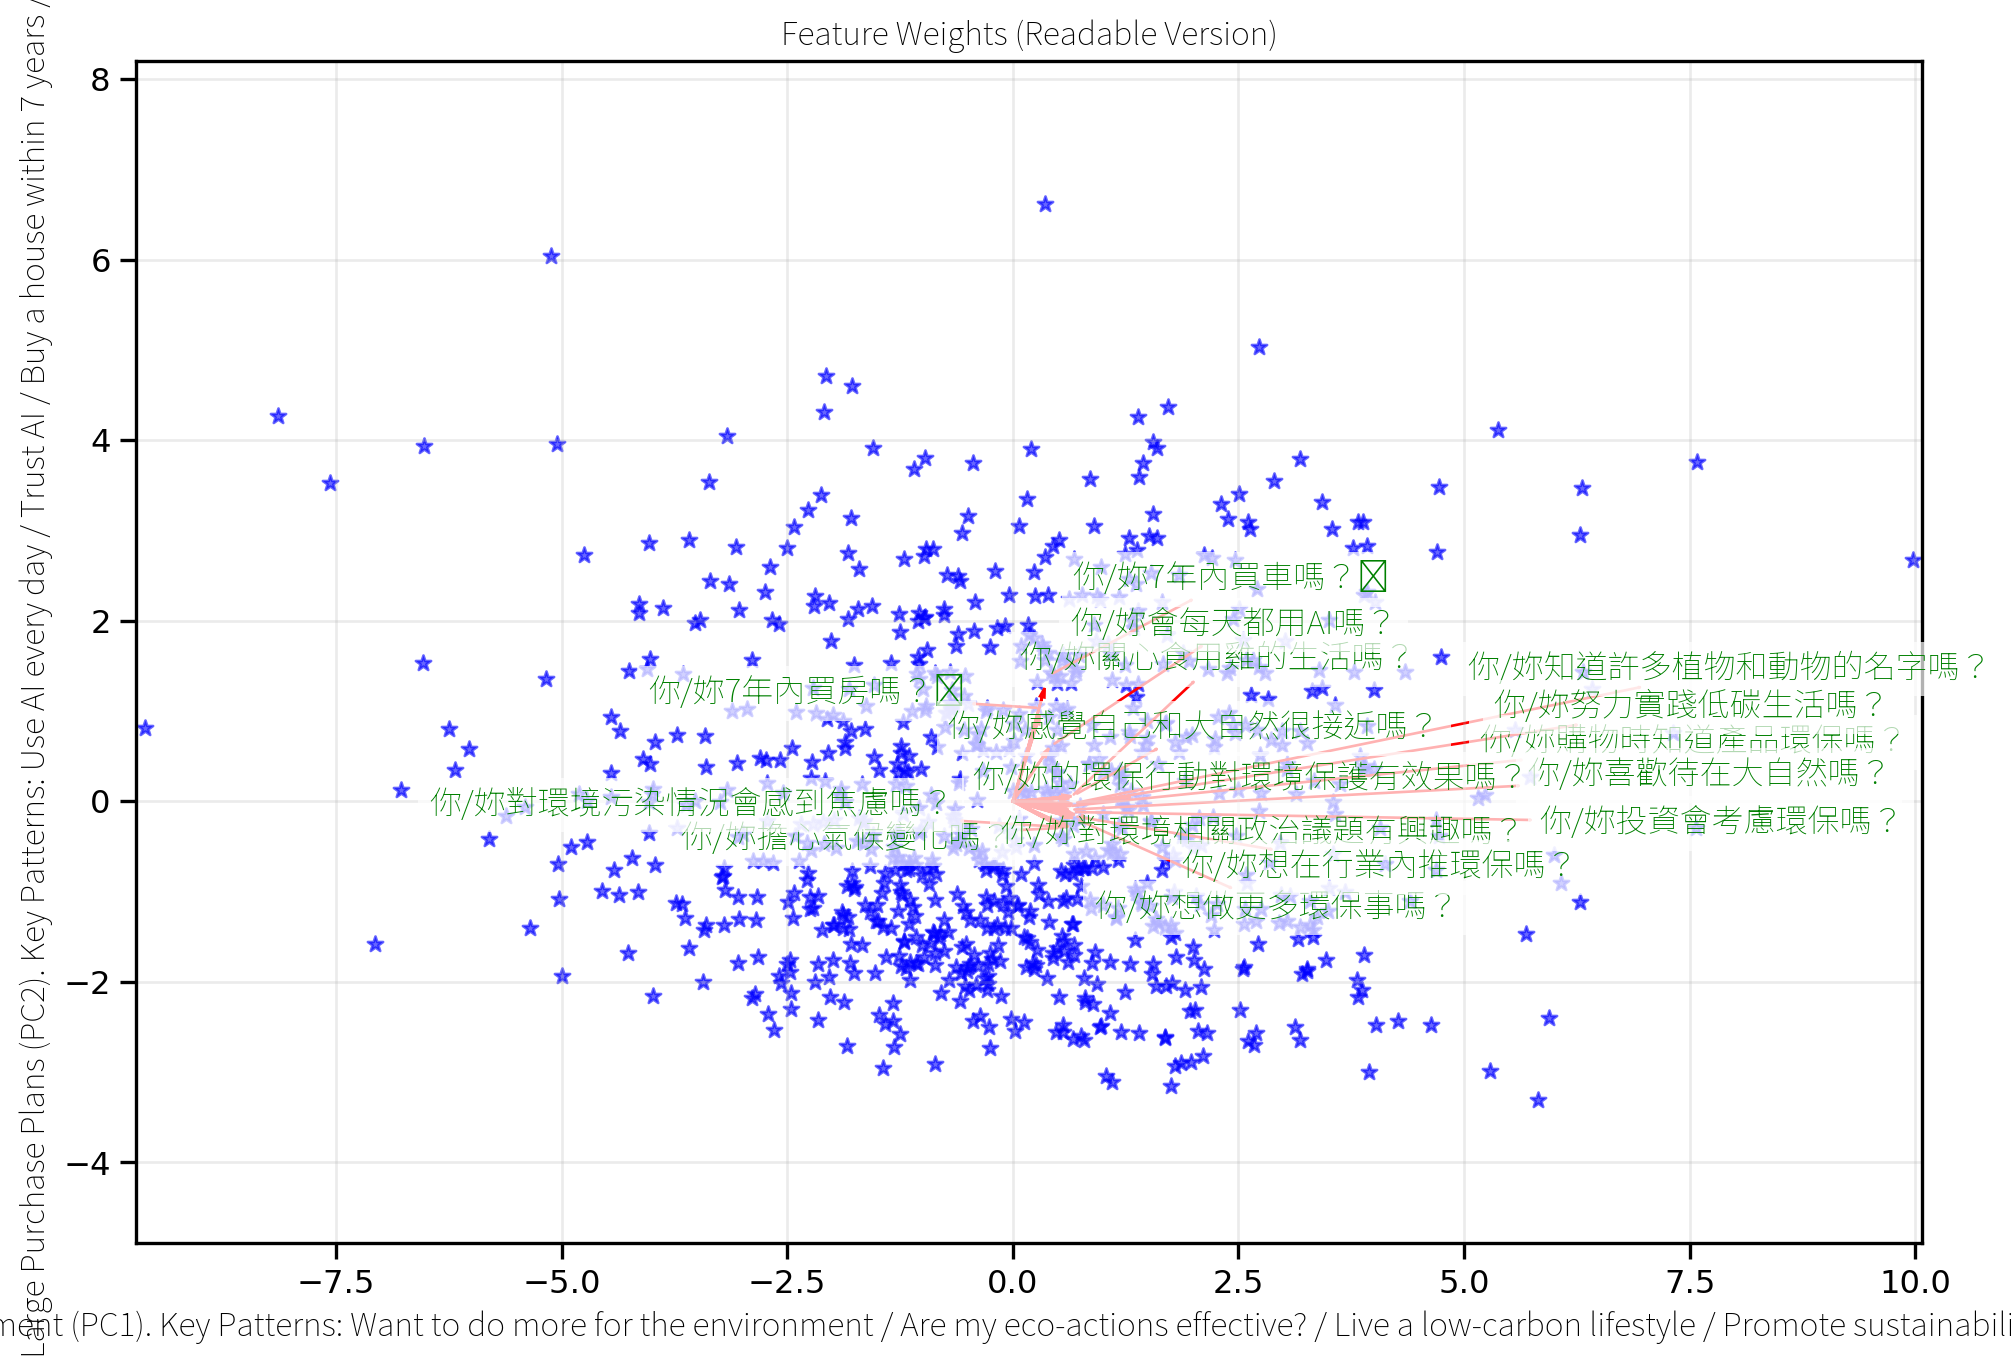 Feature Weights (Readable Version)
Large Purchase Plans (PC2). Key Patterns: Use AI every day / Trust AI / Buy a house within 7 years /
8
6
4
2
0
−2
−4
你/妳7年內買車嗎？
你/妳會每天都用AI嗎？
你/妳關心食用雞的生活嗎？
你/妳知道許多植物和動物的名字嗎？
你/妳7年內買房嗎？
你/妳努力實踐低碳生活嗎？
你/妳感覺自己和大自然很接近嗎？
你/妳購物時知道產品環保嗎？
你/妳的環保行動對環境保護有效果嗎？
你/妳喜歡待在大自然嗎？
你/妳對環境污染情況會感到焦慮嗎？
你/妳投資會考慮環保嗎？
你/妳擔心氣候變化嗎？
你/妳對環境相關政治議題有興趣嗎？
你/妳想在行業內推環保嗎？
你/妳想做更多環保事嗎？
−7.5 −5.0 −2.5 0.0 2.5 5.0 7.5 10.0
(PC1). Key Patterns: Want to do more for the environment / Are my eco-actions effective? / Live a low-carbon lifestyle / Promote